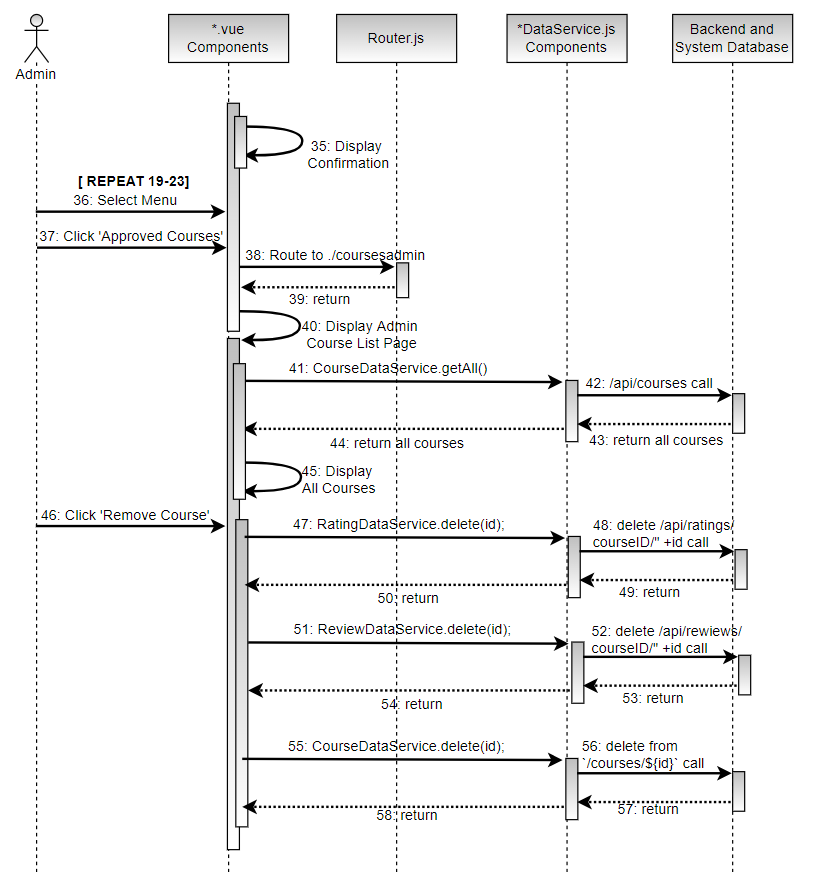 *.vue
Components
Router.js
*DataService.js
Components
Backend and
System Database
Admin
35: Display
Confirmation
[ REPEAT 19-23]
36: Select Menu
37: Click 'Approved Courses'
38: Route to ./coursesadmin
39: return
40: Display Admin
Course List Page
41: CourseDataService.getAll()
42: /api/courses call
43: return all courses
44: return all courses
45: Display
All Courses
46: Click 'Remove Course'
47: RatingDataService.delete(id);
48: delete /api/ratings/
courseID/" +id call
49: return
50: return
51: ReviewDataService.delete(id);
52: delete /api/rewiews/
courseID/" +id call
53: return
54: return
55: CourseDataService.delete(id);
56: delete from
`/courses/${id}` call
57: return
58: return